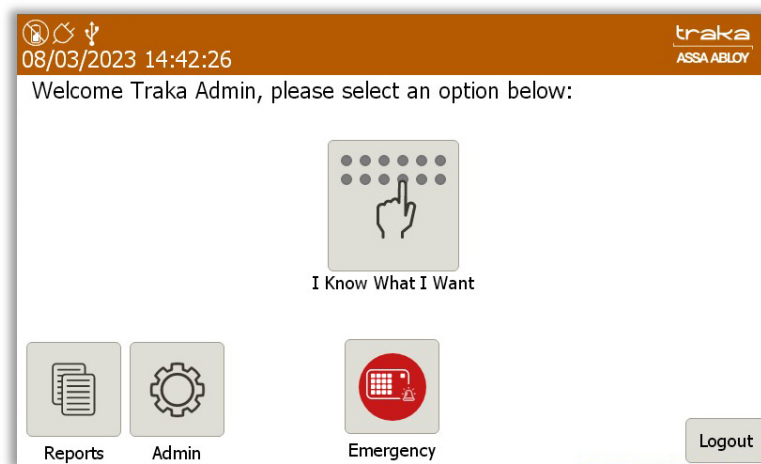 08/03/2023 14:42:26
traka
ASSA ABLOY
Welcome Traka Admin, please select an option below:
I Know What I Want
Reports
Admin
Emergency
Logout